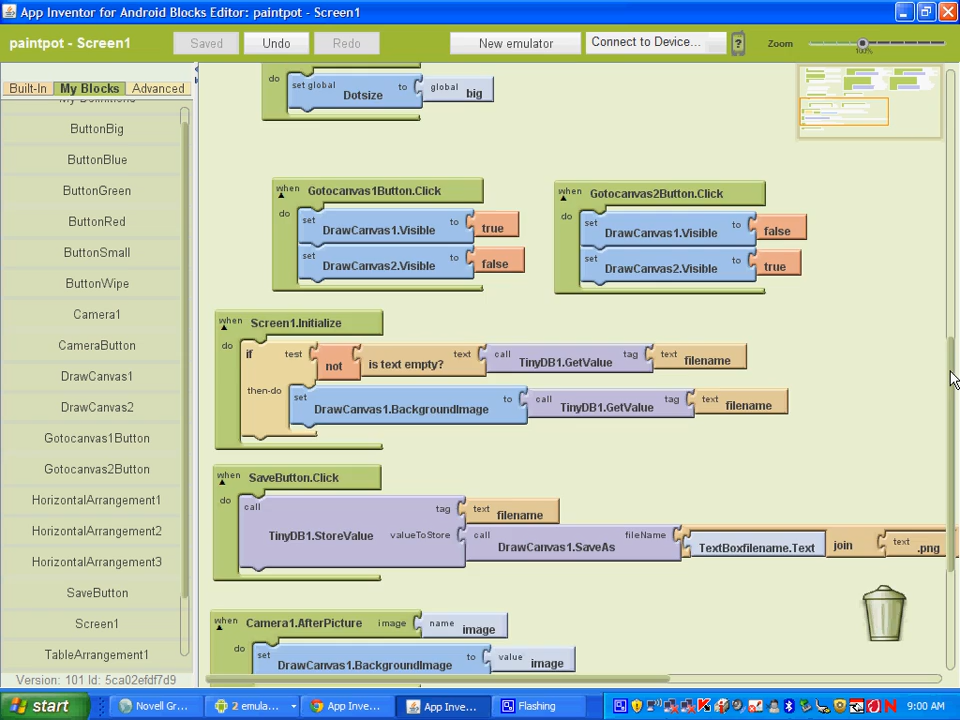 App Inventor for Android Blocks Editor: paintpot - Screen1
paintpot - Screen1
Saved
Undo
Redo
New emulator
Connect to Device...
?
Zoom
100%
Built-In
My Blocks
Advanced
My Definitions
ButtonBig
ButtonBlue
ButtonGreen
ButtonRed
ButtonSmall
ButtonWipe
Camera1
CameraButton
DrawCanvas1
DrawCanvas2
Gotocanvas1Button
Gotocanvas2Button
HorizontalArrangement1
HorizontalArrangement2
HorizontalArrangement3
SaveButton
Screen1
TableArrangement1
Version: 101 Id: 5ca02efdf7d9
do set global Dotsize to global big
when Gotocanvas1Button.Click
do set DrawCanvas1.Visible to true
set DrawCanvas2.Visible to false
when Gotocanvas2Button.Click
do set DrawCanvas1.Visible to false
set DrawCanvas2.Visible to true
when Screen1.Initialize
do if test not is text empty? text call TinyDB1.GetValue tag text filename
then-do set DrawCanvas1.BackgroundImage to call TinyDB1.GetValue tag text filename
when SaveButton.Click
do call TinyDB1.StoreValue tag text filename
valueToStore call DrawCanvas1.SaveAs fileName TextBoxfilename.Text join text .png
when Camera1.AfterPicture image name image
do set DrawCanvas1.BackgroundImage to value image
start
Novell Gr...
2 emula...
App Inve...
App Inve...
Flashing
9:00 AM